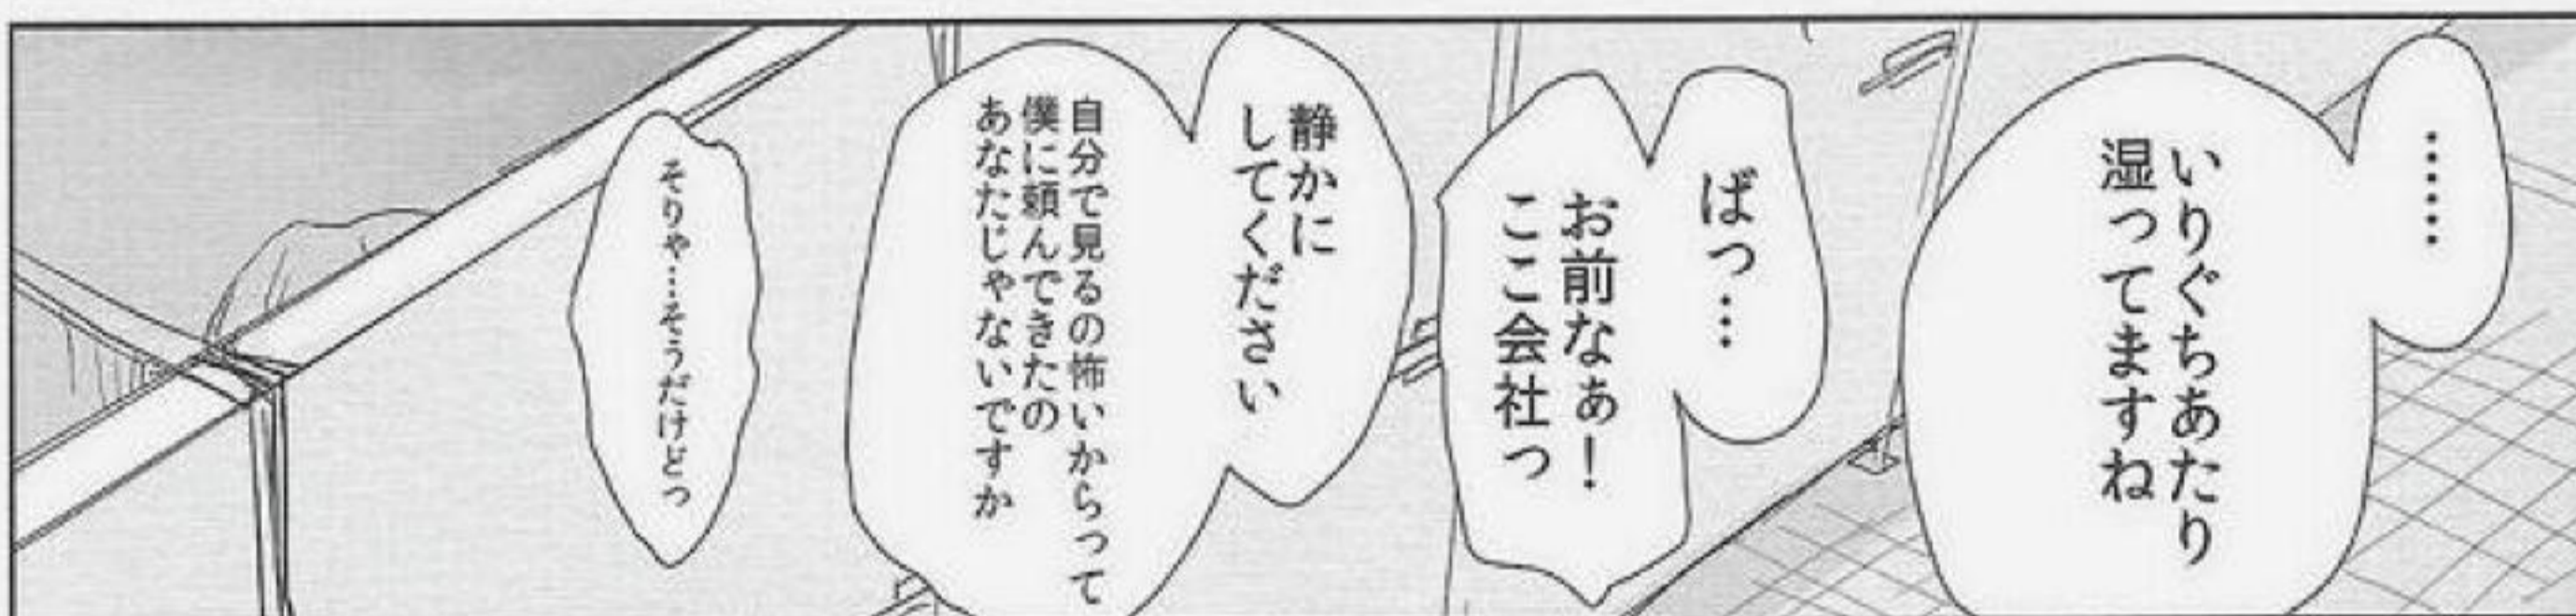 ……
いりぐちあたり
湿ってますね
ばっ…
お前なぁ！
ここ会社っ
静かに
してください
自分で見るの怖いからって
僕に頼んできたの
あなたじゃないですか
そりゃ…そうだけどっ